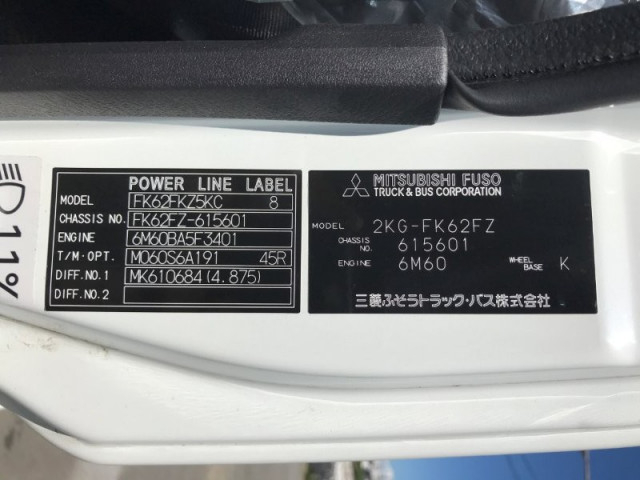 11%
POWER LINE LABEL
MODEL FK62FKZ5KC 8
CHASSIS NO. FK62FZ-615601
ENGINE 6M60BA5F3401
T/M・OPT. M060S6A191 45R
DIFF.NO.1 MK610684(4.875)
DIFF.NO.2
MITSUBISHI FUSO
TRUCK & BUS CORPORATION
2KG-FK62FZ
CHASSIS 615601
ENGINE 6M60 WHEEL BASE K
三菱ふそうトラック・バス株式会社